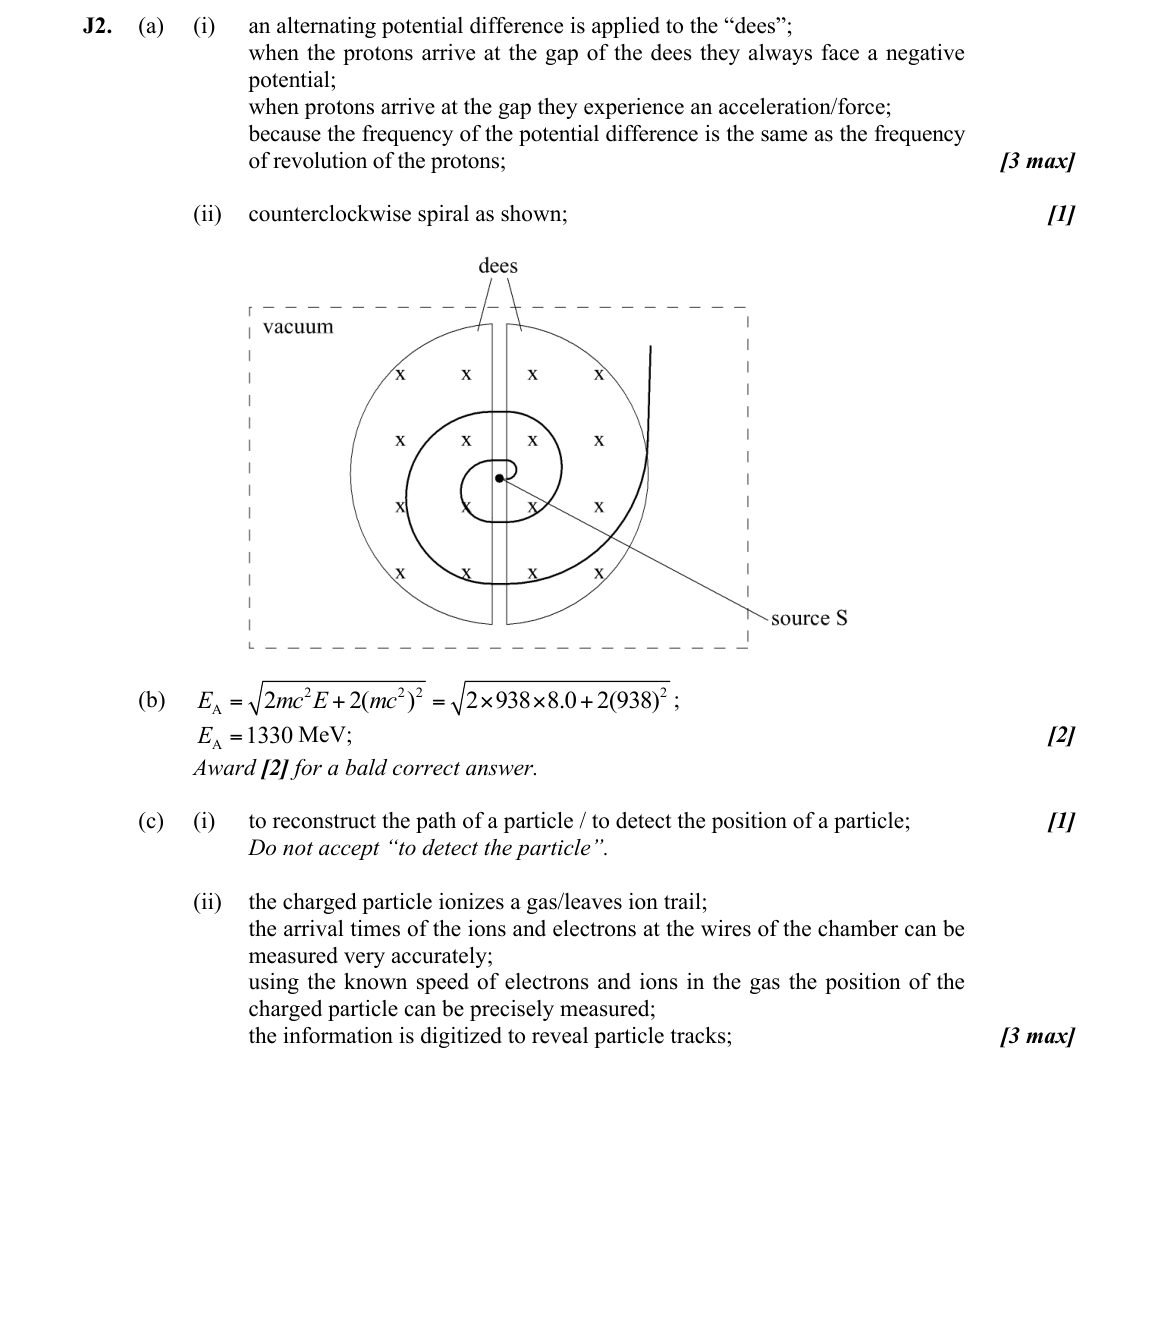 J2. (a) (i) an alternating potential difference is applied to the “dees”;
when the protons arrive at the gap of the dees they always face a negative
potential;
when protons arrive at the gap they experience an acceleration/force;
because the frequency of the potential difference is the same as the frequency
of revolution of the protons; [3 max]
(ii) counterclockwise spiral as shown; [1]
dees
vacuum
x x x x
x x x x
x x x x
x x x x
source S
(b) E_A = √(2mc²E + 2(mc²)²) = √(2×938×8.0 + 2(938)²) ;
E_A = 1330 MeV; [2]
Award [2] for a bald correct answer.
(c) (i) to reconstruct the path of a particle / to detect the position of a particle; [1]
Do not accept “to detect the particle”.
(ii) the charged particle ionizes a gas/leaves ion trail;
the arrival times of the ions and electrons at the wires of the chamber can be
measured very accurately;
using the known speed of electrons and ions in the gas the position of the
charged particle can be precisely measured;
the information is digitized to reveal particle tracks; [3 max]